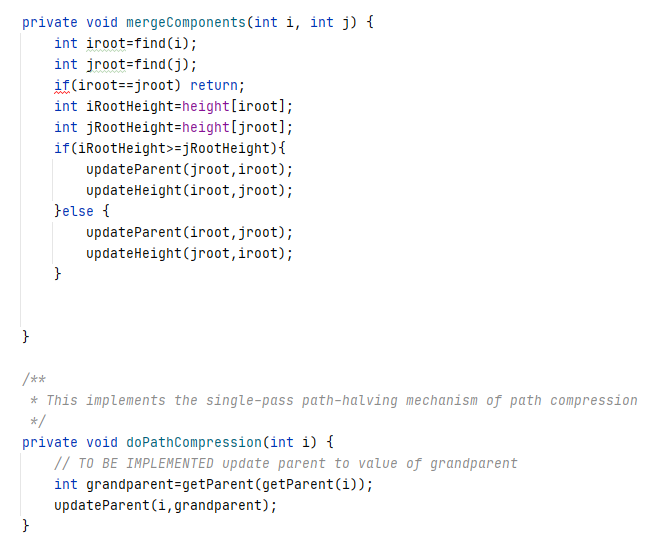 private void mergeComponents(int i, int j) {
    int iroot=find(i);
    int jroot=find(j);
    if(iroot==jroot) return;
    int iRootHeight=height[iroot];
    int jRootHeight=height[jroot];
    if(iRootHeight>=jRootHeight){
        updateParent(jroot,iroot);
        updateHeight(iroot,jroot);
    }else {
        updateParent(iroot,jroot);
        updateHeight(jroot,iroot);
    }
}
/**
 * This implements the single-pass path-halving mechanism of path compression
 */
private void doPathCompression(int i) {
    // TO BE IMPLEMENTED update parent to value of grandparent
    int grandparent=getParent(getParent(i));
    updateParent(i,grandparent);
}